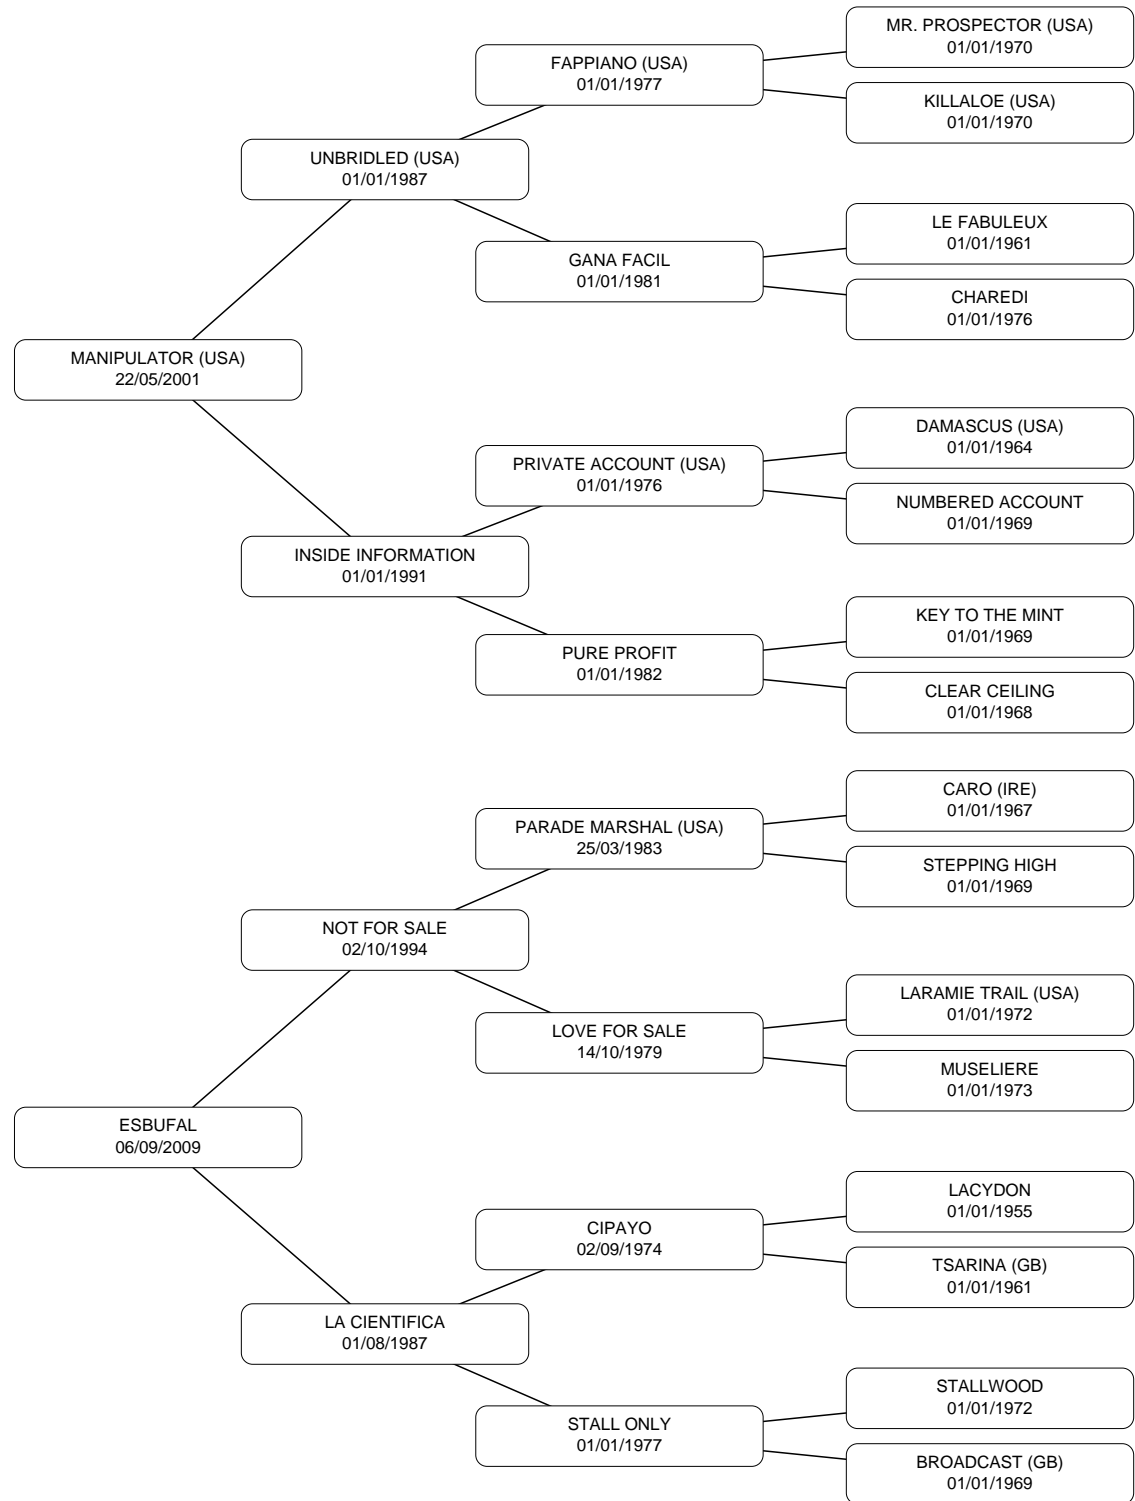 MR. PROSPECTOR (USA)
01/01/1970
FAPPIANO (USA)
01/01/1977
KILLALOE (USA)
01/01/1970
UNBRIDLED (USA)
01/01/1987
LE FABULEUX
01/01/1961
GANA FACIL
01/01/1981
CHAREDI
01/01/1976
MANIPULATOR (USA)
22/05/2001
DAMASCUS (USA)
01/01/1964
PRIVATE ACCOUNT (USA)
01/01/1976
NUMBERED ACCOUNT
01/01/1969
INSIDE INFORMATION
01/01/1991
KEY TO THE MINT
01/01/1969
PURE PROFIT
01/01/1982
CLEAR CEILING
01/01/1968
CARO (IRE)
01/01/1967
PARADE MARSHAL (USA)
25/03/1983
STEPPING HIGH
01/01/1969
NOT FOR SALE
02/10/1994
LARAMIE TRAIL (USA)
01/01/1972
LOVE FOR SALE
14/10/1979
MUSELIERE
01/01/1973
ESBUFAL
06/09/2009
LACYDON
01/01/1955
CIPAYO
02/09/1974
TSARINA (GB)
01/01/1961
LA CIENTIFICA
01/08/1987
STALLWOOD
01/01/1972
STALL ONLY
01/01/1977
BROADCAST (GB)
01/01/1969